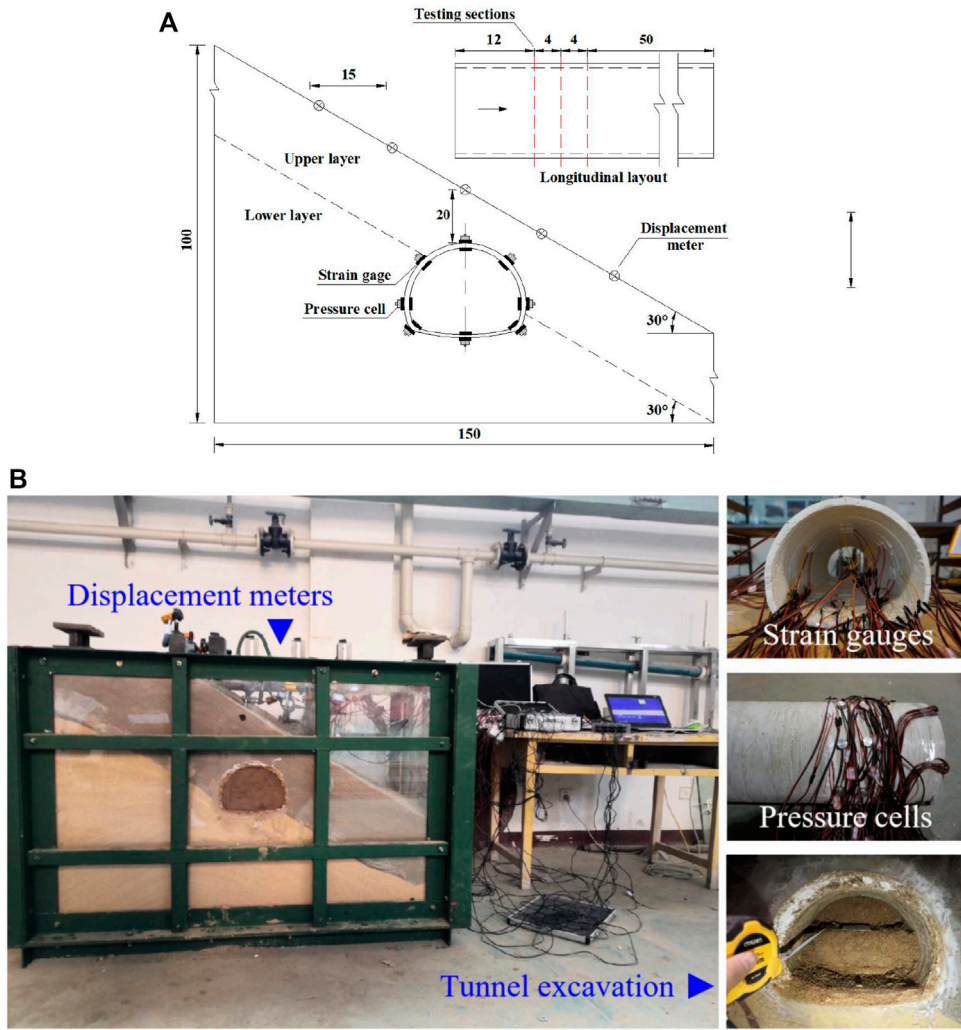 A
Testing sections
12
4
4
50
15
Upper layer
Longitudinal layout
Lower layer
20
Displacement
meter
100
Strain gage
Pressure cell
30°
30°
150
B
Displacement meters
Strain gauges
Pressure cells
Tunnel excavation